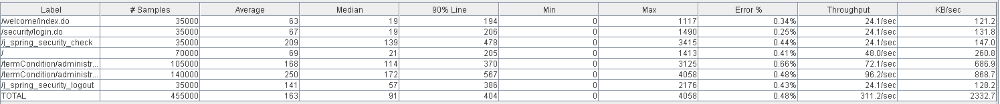 Label # Samples Average Median 90% Line Min Max Error % Throughput KB/sec
/welcome/index.do 35000 63 19 194 0 1117 0.34% 24.1/sec 121.2
/security/login.do 35000 67 19 206 0 1490 0.25% 24.1/sec 131.8
/j_spring_security_check 35000 209 139 478 0 3415 0.44% 24.1/sec 147.0
/ 70000 69 21 205 0 1413 0.41% 48.0/sec 260.8
/termCondition/administr... 105000 168 114 370 0 3125 0.66% 72.1/sec 686.9
/termCondition/administr... 140000 250 172 567 0 4058 0.48% 96.2/sec 868.7
/j_spring_security_logout 35000 141 57 386 0 2176 0.43% 24.1/sec 128.2
TOTAL 455000 163 91 404 0 4058 0.48% 311.2/sec 2332.7